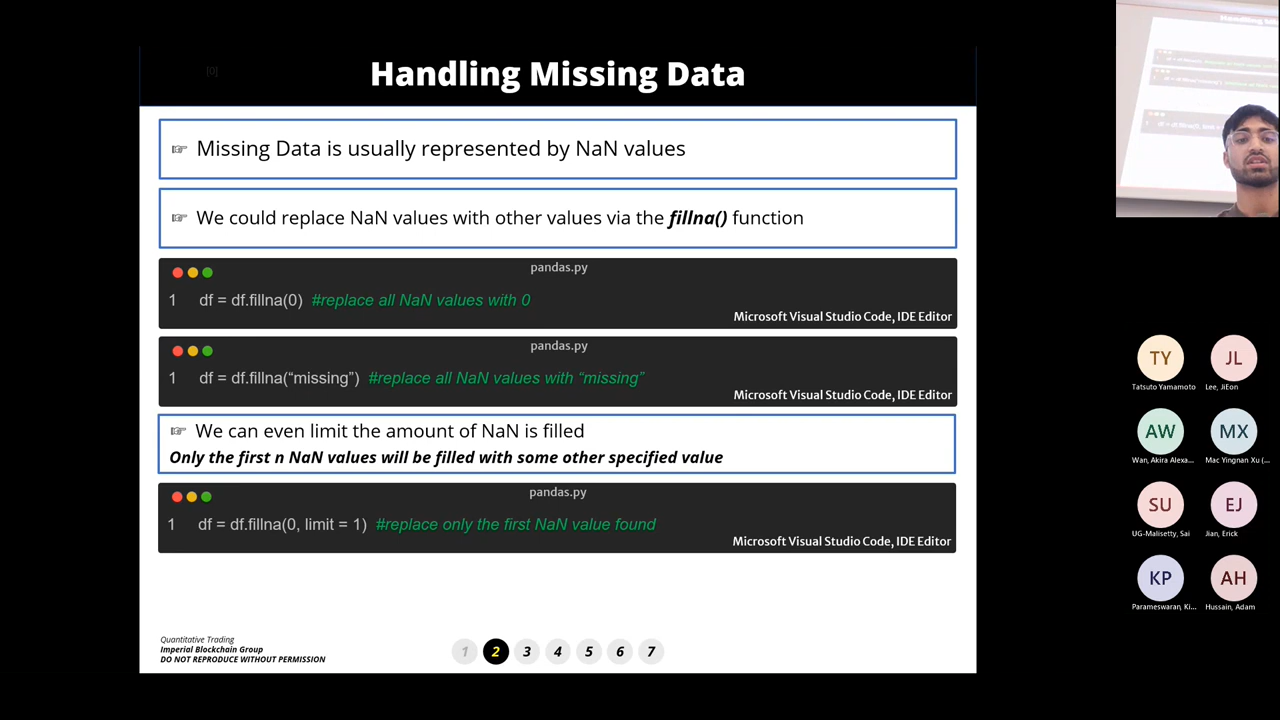 [0]
Handling Missing Data
☞ Missing Data is usually represented by NaN values
☞ We could replace NaN values with other values via the fillna() function
pandas.py
1 df = df.fillna(0) #replace all NaN values with 0
Microsoft Visual Studio Code, IDE Editor
pandas.py
1 df = df.fillna(“missing”) #replace all NaN values with “missing”
Microsoft Visual Studio Code, IDE Editor
☞ We can even limit the amount of NaN is filled
Only the first n NaN values will be filled with some other specified value
pandas.py
1 df = df.fillna(0, limit = 1) #replace only the first NaN value found
Microsoft Visual Studio Code, IDE Editor
Quantitative Trading
Imperial Blockchain Group
DO NOT REPRODUCE WITHOUT PERMISSION
1 2 3 4 5 6 7
TY JL
Tatsuto Yamamoto Lee, JiEon
AW MX
Wan, Akira Alexa... Mac Yingnan Xu (...
SU EJ
UG-Malisetty, Sai Jian, Erick
KP AH
Parameswaran, Ki... Hussain, Adam